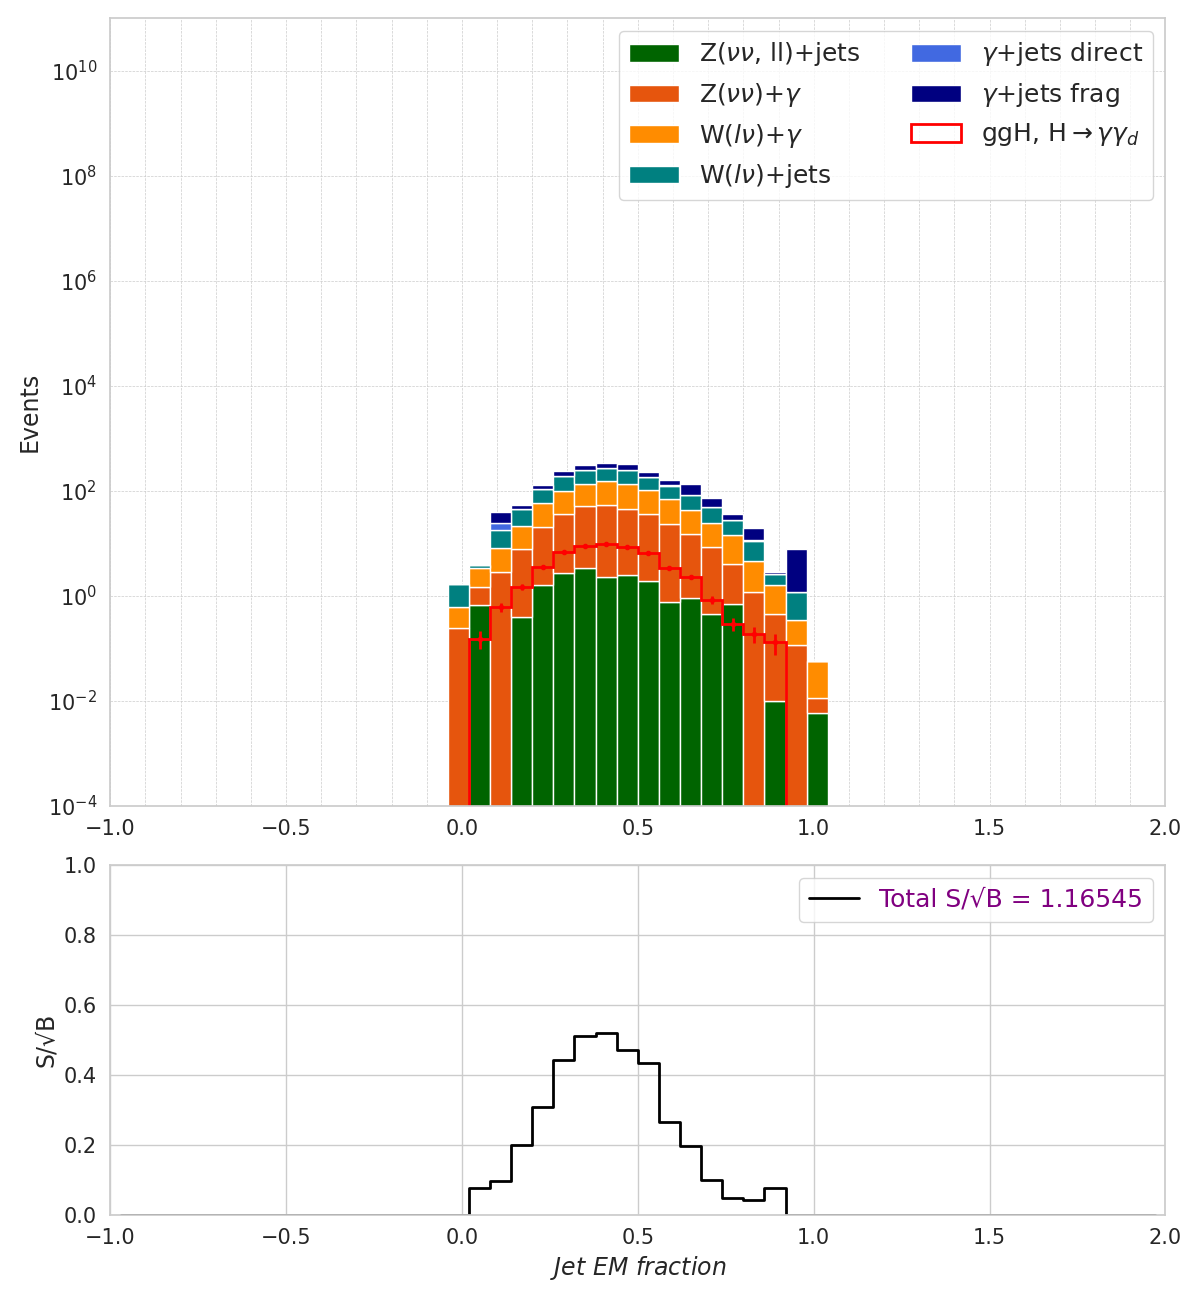 Z(νν, ll)+jets
Z(νν)+γ
W(lν)+γ
W(lν)+jets
γ+jets direct
γ+jets frag
ggH, H→γγ_d
Events
10^10
10^8
10^6
10^4
10^2
10^0
10^−2
10^−4
−1.0 −0.5 0.0 0.5 1.0 1.5 2.0
Total S/√B = 1.16545
S/√B
1.0
0.8
0.6
0.4
0.2
0.0
−1.0 −0.5 0.0 0.5 1.0 1.5 2.0
Jet EM fraction